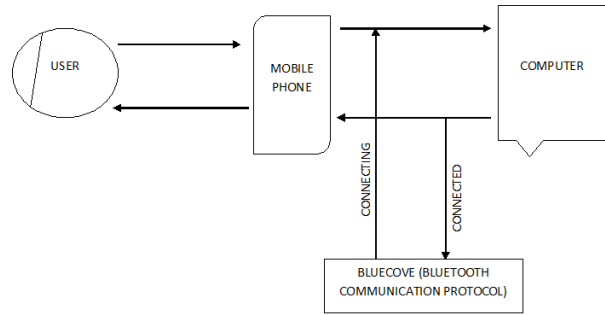 USER
MOBILE
PHONE
COMPUTER
CONNECTING
CONNECTED
BLUECOVE (BLUETOOTH
COMMUNICATION PROTOCOL)